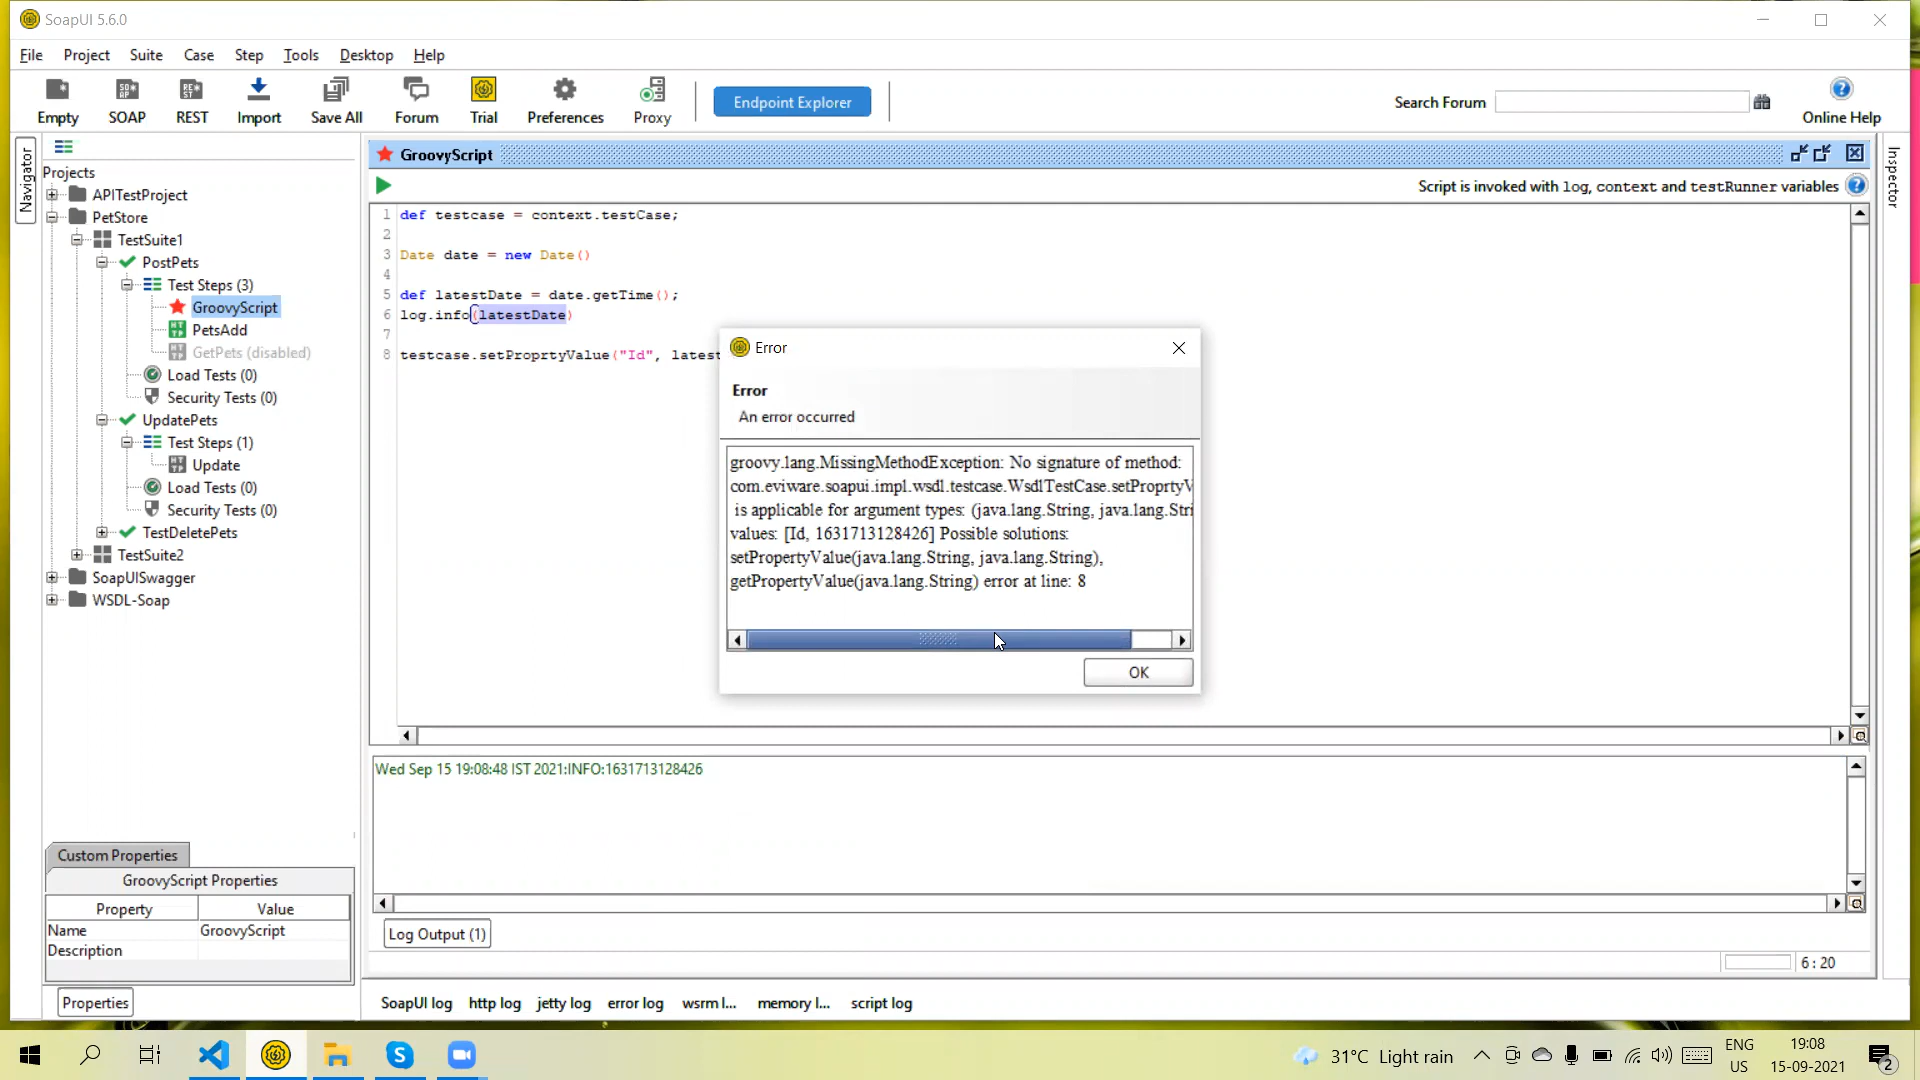 SoapUI 5.6.0
File Project Suite Case Step Tools Desktop Help
Empty SOAP REST Import Save All Forum Trial Preferences Proxy Endpoint Explorer Search Forum Online Help
Navigator
Projects
APITestProject
PetStore
TestSuite1
PostPets
Test Steps (3)
GroovyScript
PetsAdd
GetPets (disabled)
Load Tests (0)
Security Tests (0)
UpdatePets
Test Steps (1)
Update
Load Tests (0)
Security Tests (0)
TestDeletePets
TestSuite2
SoapUISwagger
WSDL-Soap
Custom Properties
GroovyScript Properties
Property Value
Name GroovyScript
Description
Properties
GroovyScript
Script is invoked with log, context and testRunner variables
1 def testcase = context.testCase;
2
3 Date date = new Date()
4
5 def latestDate = date.getTime();
6 log.info(latestDate)
7
8 testcase.setProprtyValue("Id", latest
Error
Error
An error occurred
groovy.lang.MissingMethodException: No signature of method:
com.eviware.soapui.impl.wsdl.testcase.WsdlTestCase.setProprtyV
is applicable for argument types: (java.lang.String, java.lang.Stri
values: [Id, 1631713128426] Possible solutions:
setPropertyValue(java.lang.String, java.lang.String),
getPropertyValue(java.lang.String) error at line: 8
OK
Wed Sep 15 19:08:48 IST 2021:INFO:1631713128426
Log Output (1)
6 : 20
SoapUI log http log jetty log error log wsrm l... memory l... script log
Inspector
31°C Light rain
ENG
US
19:08
15-09-2021
2